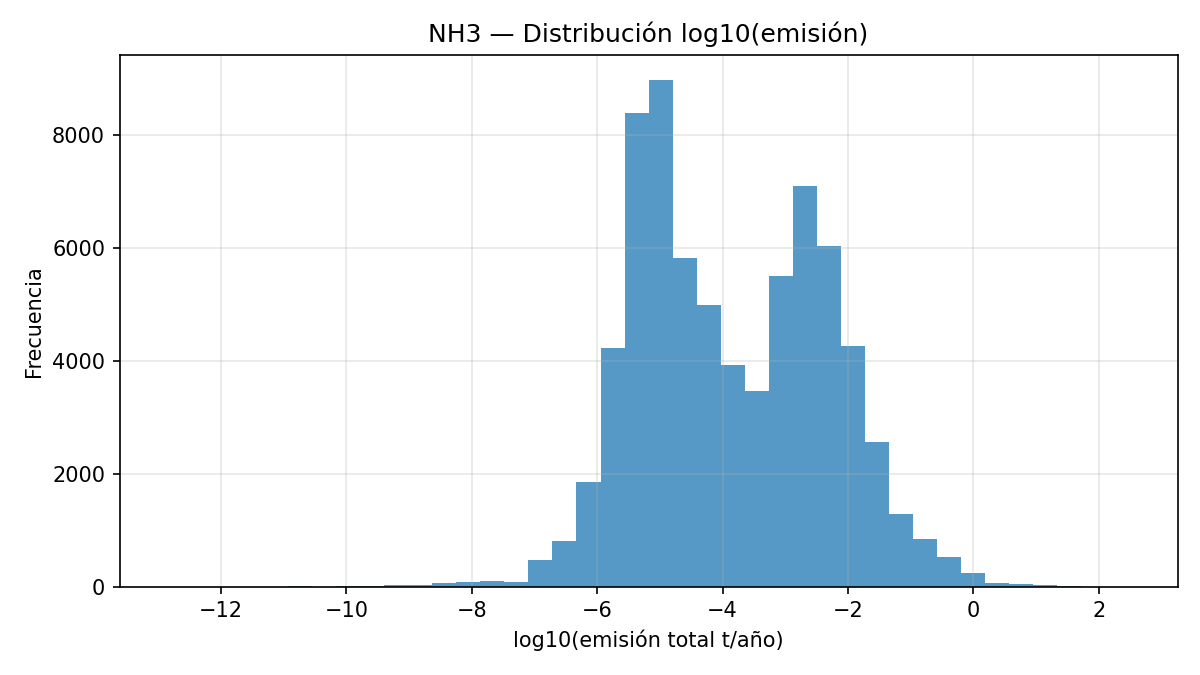 NH3 — Distribución log10(emisión)
Frecuencia
8000
6000
4000
2000
0
−12 −10 −8 −6 −4 −2 0 2
log10(emisión total t/año)